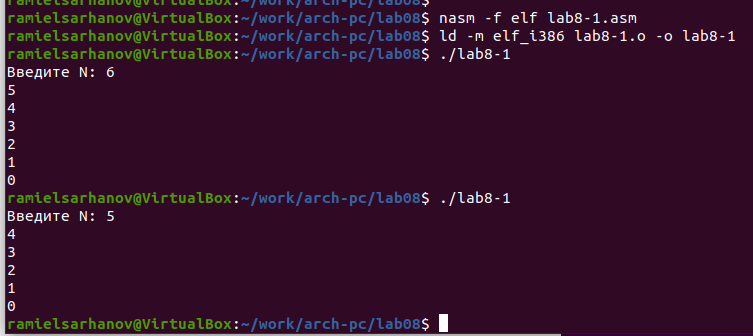 ramielsarhanov@VirtualBox:~/work/arch-pc/lab08$
ramielsarhanov@VirtualBox:~/work/arch-pc/lab08$ nasm -f elf lab8-1.asm
ramielsarhanov@VirtualBox:~/work/arch-pc/lab08$ ld -m elf_i386 lab8-1.o -o lab8-1
ramielsarhanov@VirtualBox:~/work/arch-pc/lab08$ ./lab8-1
Введите N: 6
5
4
3
2
1
0
ramielsarhanov@VirtualBox:~/work/arch-pc/lab08$ ./lab8-1
Введите N: 5
4
3
2
1
0
ramielsarhanov@VirtualBox:~/work/arch-pc/lab08$